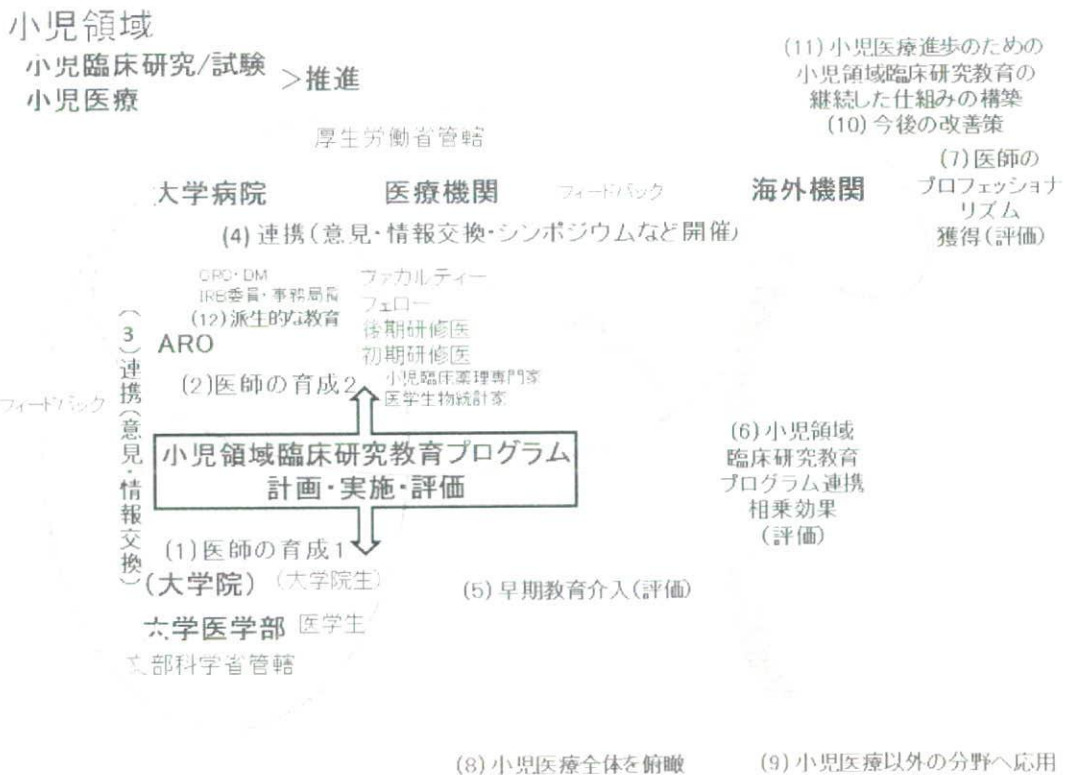 小児領域
小児臨床研究/試験
小児医療
>推進
(11)小児医療進歩のための
小児領域臨床研究教育の
継続した仕組みの構築
(10)今後の改善策
厚生労働省管轄
(7)医師の
プロフェッショナ
リズム
獲得(評価)
大学病院
医療機関
フィードバック
海外機関
(4)連携(意見・情報交換・シンポジウムなど開催)
CRC・DM
IRB委員・事務局員
(12)派生的な教育
ファカルティー
フェロー
後期研修医
初期研修医
ARO
(2)医師の育成2
小児臨床薬理専門家
医学生物統計家
(3)連携(意見・情報交換)
フィードバック
小児領域臨床研究教育プログラム
計画・実施・評価
(6)小児領域
臨床研究教育
プログラム連携
相乗効果
(評価)
(1)医師の育成1
(大学院)
(大学院生)
(5)早期教育介入(評価)
大学医学部
医学生
文部科学省管轄
(8)小児医療全体を俯瞰
(9)小児医療以外の分野へ応用